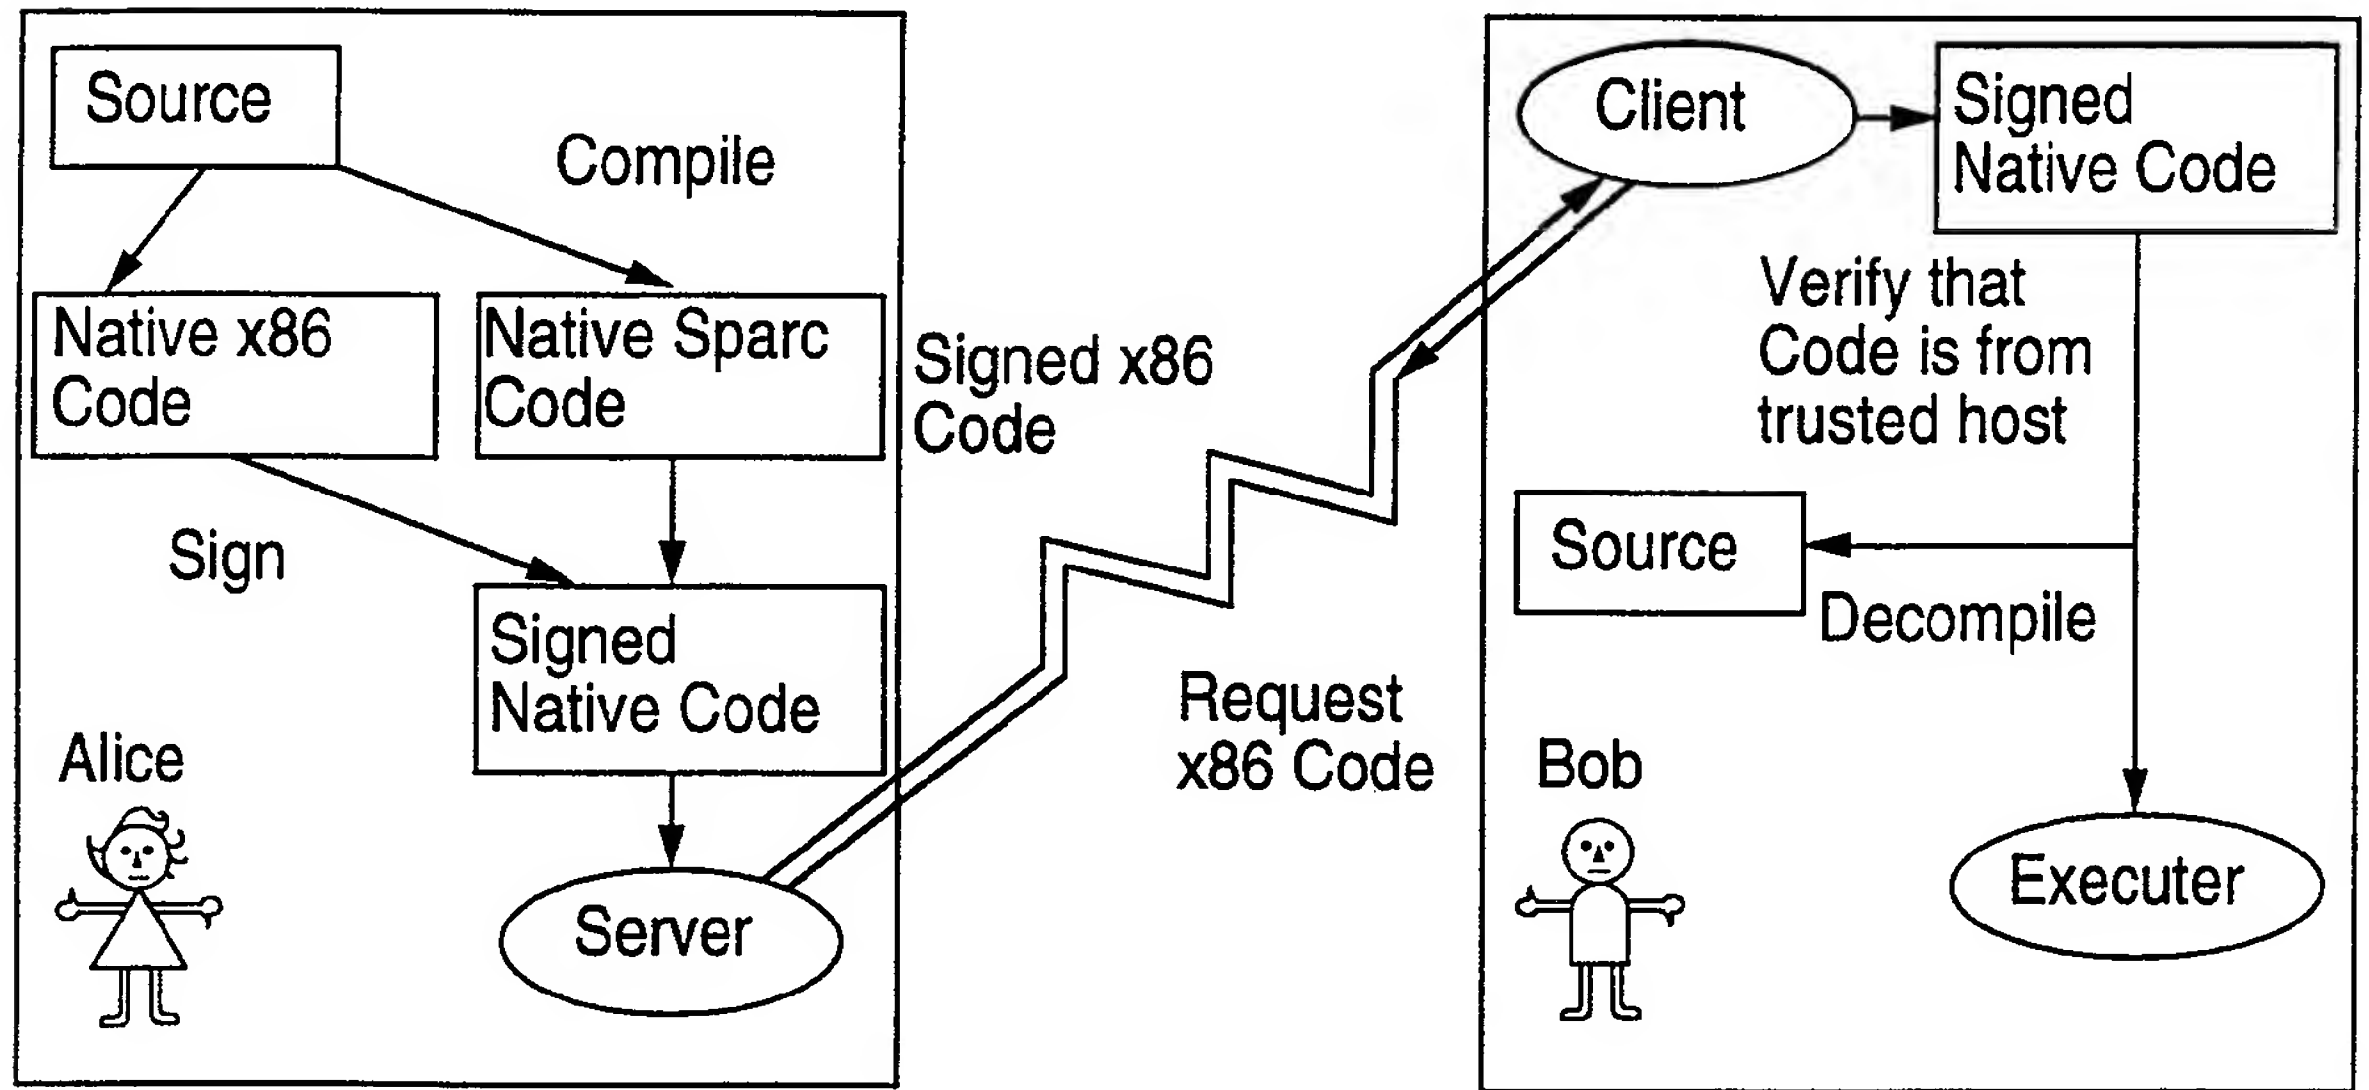 Source
Compile
Native x86
Code
Native Sparc
Code
Sign
Signed
Native Code
Alice
Server
Signed x86
Code
Request
x86 Code
Client
Signed
Native Code
Verify that
Code is from
trusted host
Source
Decompile
Bob
Executer